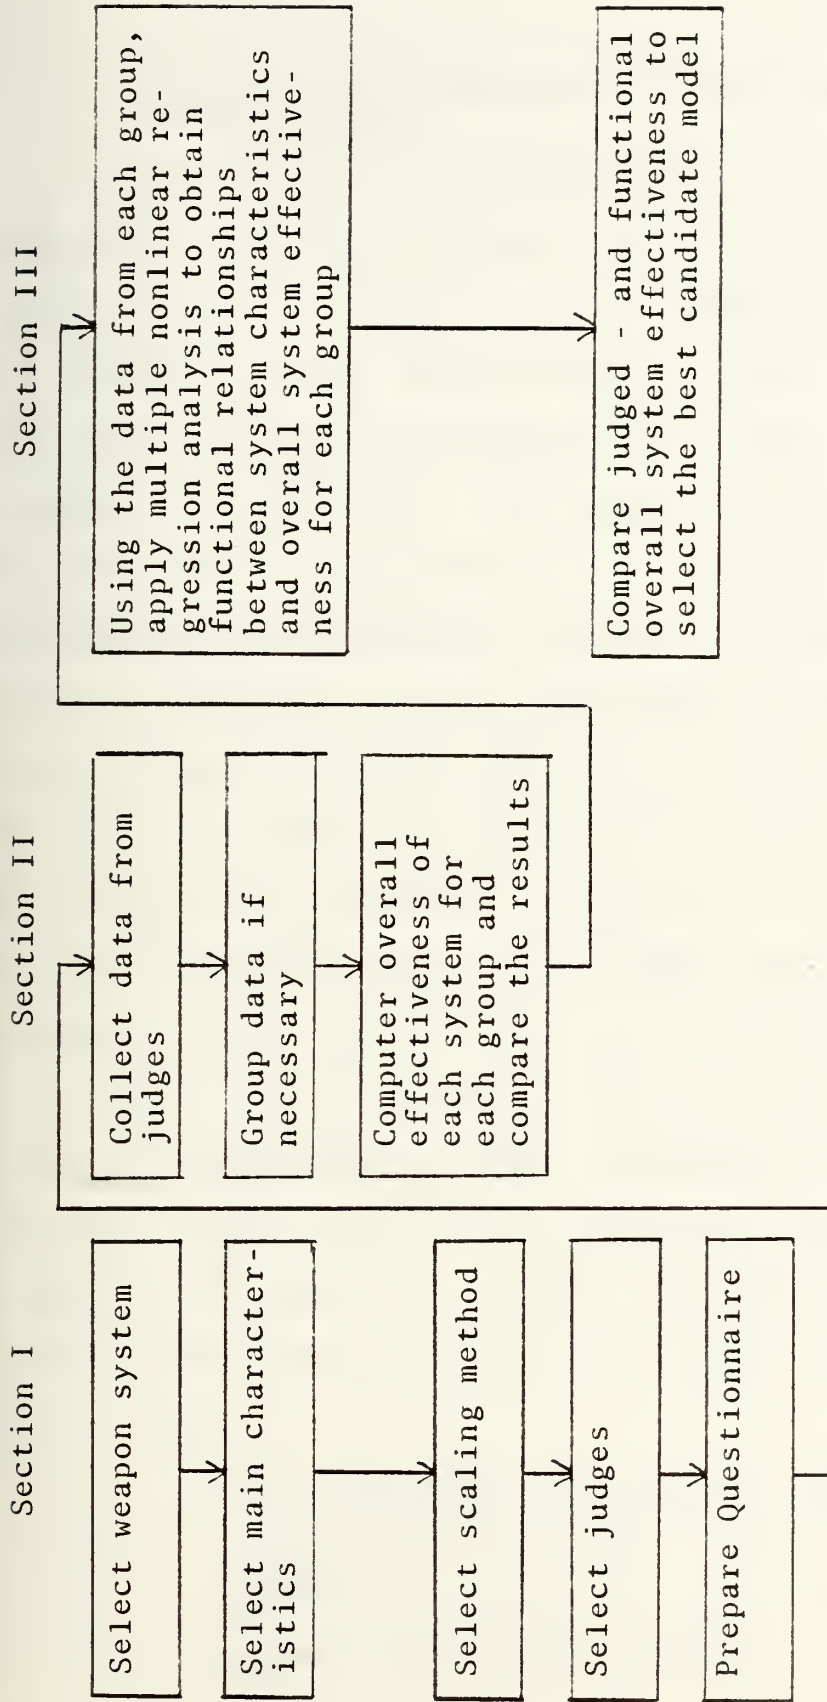 Section I
Select weapon system
Select main character-
istics
Select scaling method
Select judges
Prepare Questionnaire
Section II
Collect data from
judges
Group data if
necessary
Computer overall
effectiveness of
each system for
each group and
compare the results
Section III
Using the data from each group,
apply multiple nonlinear re-
gression analysis to obtain
functional relationships
between system characteristics
and overall system effective-
ness for each group
Compare judged - and functional
overall system effectiveness to
select the best candidate model